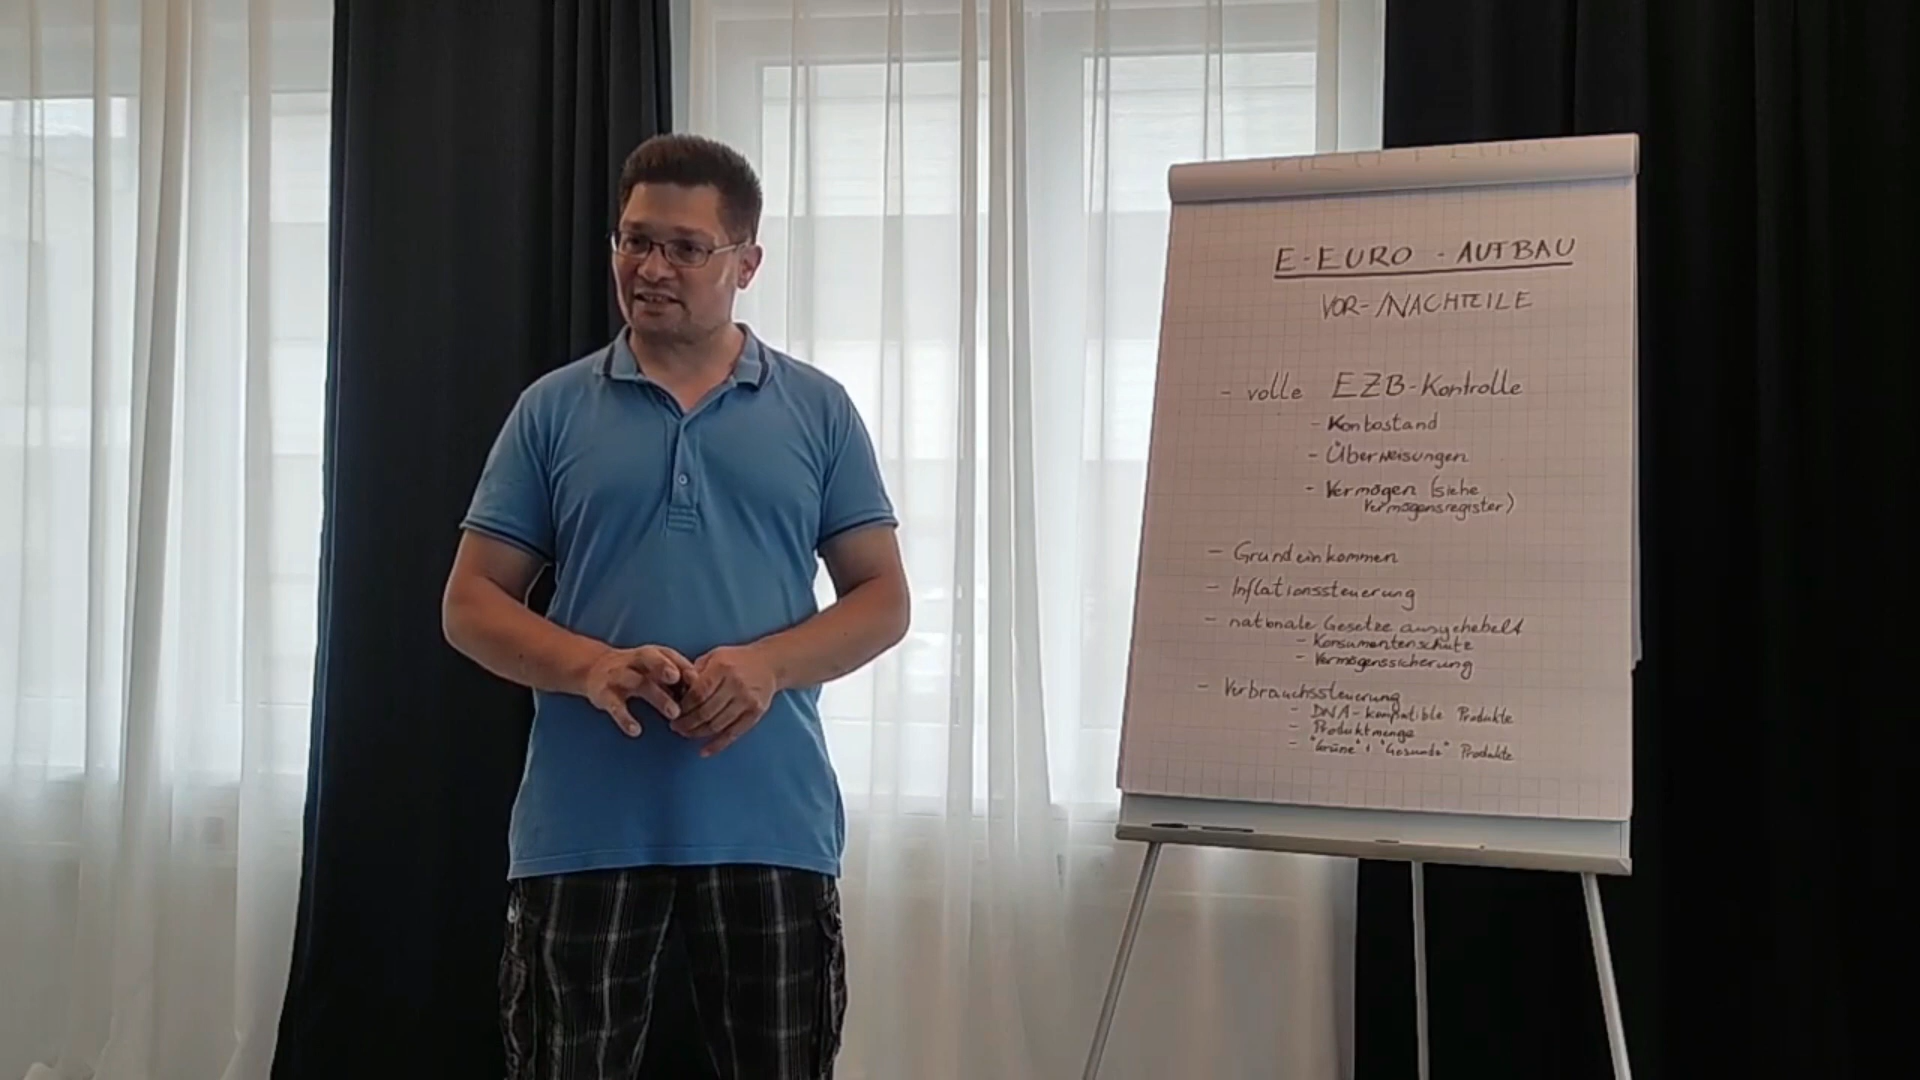 E-EURO - AUFBAU
VOR-/NACHTEILE
- volle EZB-Kontrolle
- Kontostand
- Überweisungen
- Vermögen (siehe
Vermögensregister)
- Grundeinkommen
- Inflationssteuerung
- nationale Gesetze ausgehebelt
- Konsumentenschutz
- Vermögenssicherung
- Verbrauchssteuerung
- DNA-kompatible Produkte
- Produktmenge
- "Grüne" + "Gesunde" Produkte